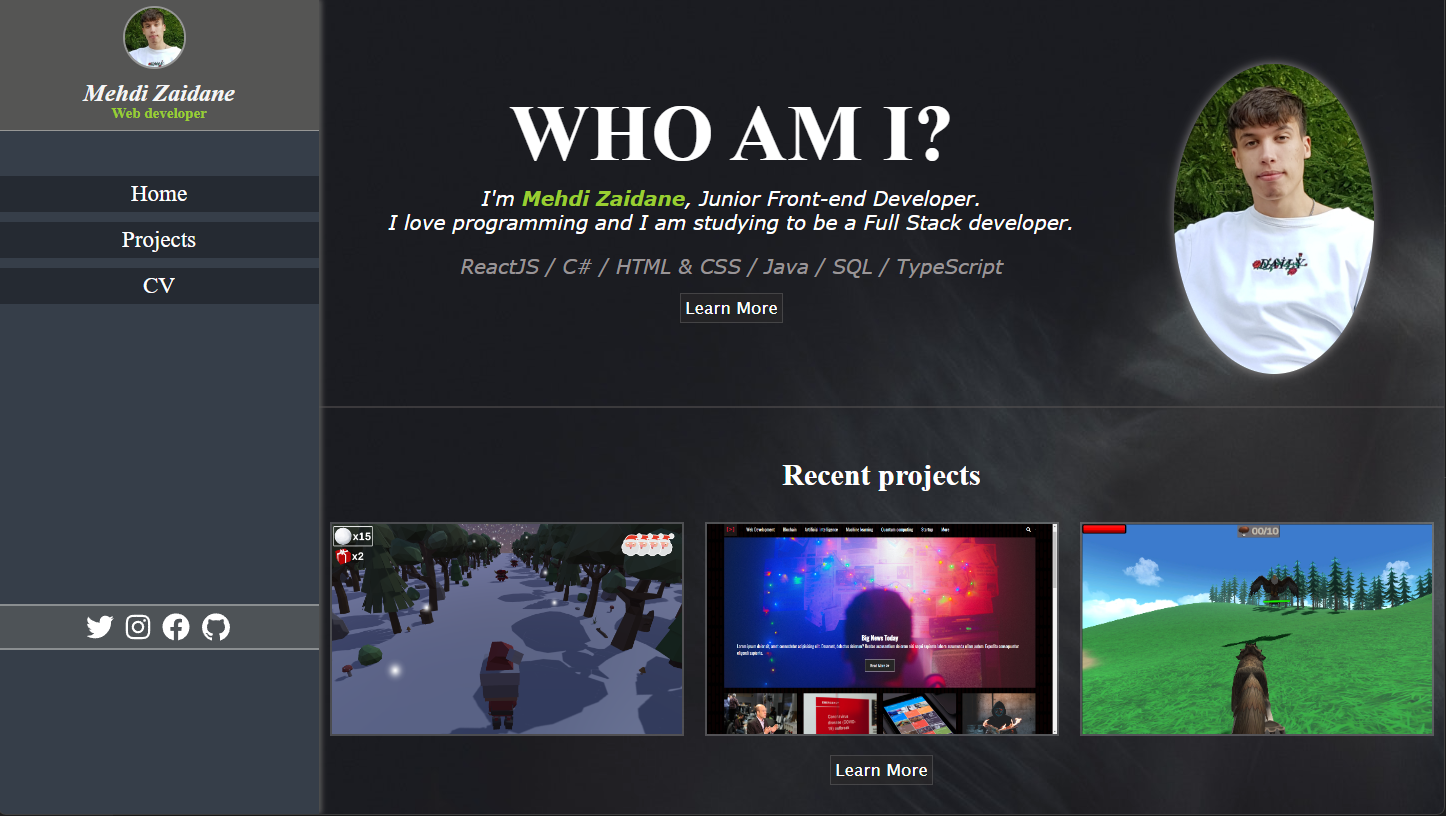 Mehdi Zaidane
Web developer
Home
Projects
CV
WHO AM I?
I'm Mehdi Zaidane, Junior Front-end Developer.
I love programming and I am studying to be a Full Stack developer.
ReactJS / C# / HTML & CSS / Java / SQL / TypeScript
Learn More
Recent projects
x15
x2
Web Development Blockchain Artificial Intelligence Machine learning Quantum computing Startup More
Big News Today
Read More
00/10
Learn More